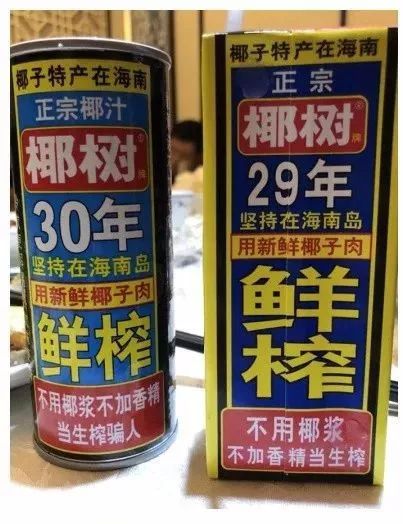 椰子特产在海南
正宗椰汁
椰树
牌
30年
坚持在海南岛
用新鲜椰子肉
鲜榨
不用椰浆不加香精
当生榨骗人
椰子特产在海南
正宗
椰树
牌
29年
坚持在海南岛
用新鲜椰子肉
鲜
榨
不用椰浆
不加香精当生榨